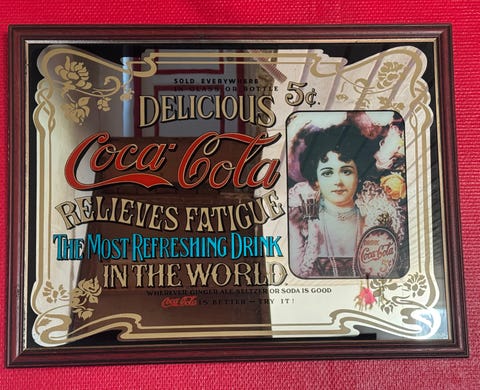 SOLD EVERYWHERE
IN GLASS OR BOTTLE
DELICIOUS 5¢.
Coca-Cola
RELIEVES FATIGUE
THE MOST REFRESHING DRINK
IN THE WORLD.
WHEREVER GINGER ALE SELTZER OR SODA IS GOOD
Coca-Cola IS BETTER - TRY IT!
Coca-Cola
5¢